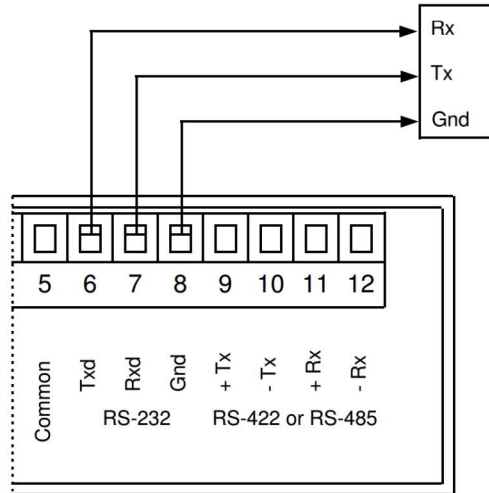 Rx
Tx
Gnd
5 6 7 8 9 10 11 12
Common Txd Rxd Gnd + Tx - Tx + Rx - Rx
RS-232 RS-422 or RS-485